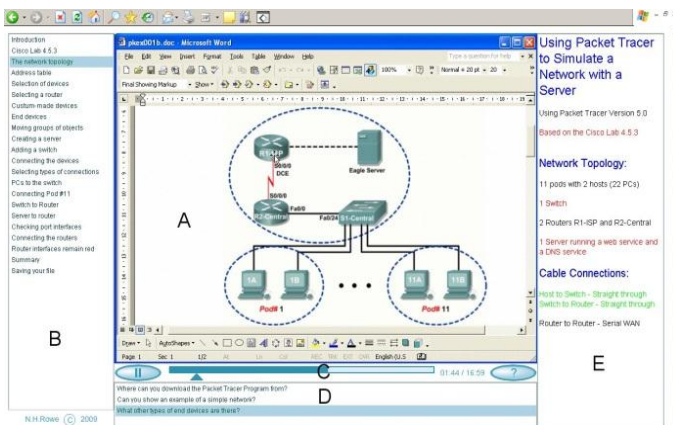 pkex001b.doc - Microsoft Word
File Edit View Insert Format Tools Table Window Help
Type a question for help
100%
Normal + 20 pt
20
Final Showing Markup
Show
Introduction
Cisco Lab 4.5.3
The network topology
Address table
Selection of devices
Selecting a router
Custom-made devices
End devices
Moving groups of objects
Creating a server
Adding a switch
Connecting the devices
Selecting types of connections
PCs to the switch
Connecting Pod #11
Switch to Router
Server to router
Checking port interfaces
Connecting the routers
Router interfaces remain red
Summary
Saving your file
B
N.H.Rowe (C) 2009
A
R1-ISP
S0/0/0
DCE
Eagle Server
S0/0/0
R2-Central
Fa0/0
Fa0/24
S1-Central
1A
1B
11A
11B
Pod# 1
Pod# 11
Draw
AutoShapes
Page 1
Sec 1
1/2
At
Ln
Col
REC TRK EXT OVR
English (U.S
C
01:44 / 16:59
?
D
Where can you download the Packet Tracer Program from?
Can you show an example of a simple network?
What other types of end devices are there?
Using Packet Tracer
to Simulate a
Network with a
Server
Using Packet Tracer Version 5.0
Based on the Cisco Lab 4.5.3
Network Topology:
11 pods with 2 hosts (22 PCs)
1 Switch
2 Routers R1-ISP and R2-Central
1 Server running a web service and
a DNS service
Cable Connections:
Host to Switch - Straight through
Switch to Router - Straight through
Router to Router - Serial WAN
E